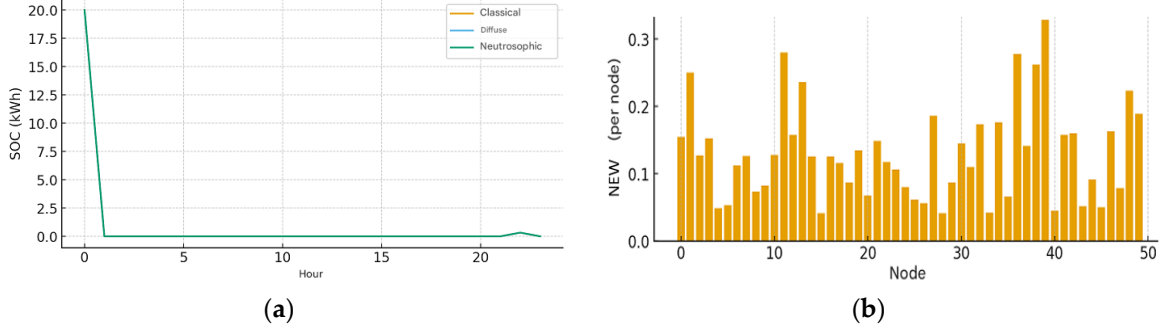 20.0
17.5
15.0
12.5
10.0
7.5
5.0
2.5
0.0
SOC (kWh)
0 5 10 15 20
Hour
Classical
Diffuse
Neutrosophic
(a)
0.3
0.2
0.1
0.0
NEW (per node)
0 10 20 30 40 50
Node
(b)